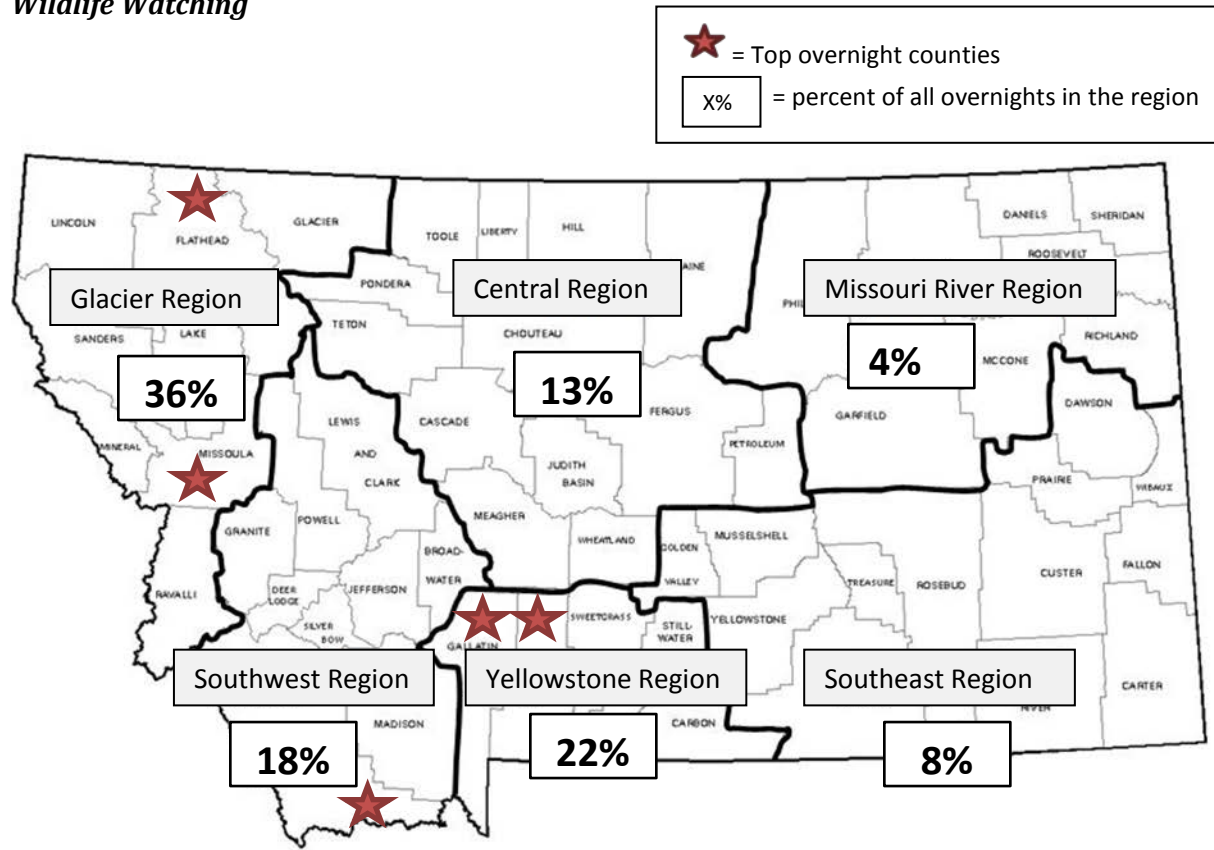 Wildlife Watching
= Top overnight counties
X% = percent of all overnights in the region
LINCOLN
FLATHEAD
GLACIER
TOOLE
LIBERTY
HILL
AINE
DANIELS
SHERIDAN
ROOSEVELT
Glacier Region
PONDERA
Central Region
PHIL
Missouri River Region
SANDERS
LAKE
TETON
CHOUTEAU
RICHLAND
36%
13%
4%
MCCONE
LEWIS
AND
CLARK
CASCADE
FERGUS
PETROLEUM
GARFIELD
DAWSON
MINERAL
MISSOULA
JUDITH
BASIN
PRAIRIE
WIBAUX
GRANITE
POWELL
MEAGHER
WHEATLAND
GOLDEN
VALLEY
MUSSELSHELL
BROAD-
WATER
RAVALLI
DEER
LODGE
JEFFERSON
TREASURE
ROSEBUD
CUSTER
FALLON
SILVER
BOW
GALLATIN
SWEETGRASS
STILL-
WATER
YELLOWSTONE
Southwest Region
Yellowstone Region
Southeast Region
CARTER
MADISON
CARBON
RIVER
18%
22%
8%